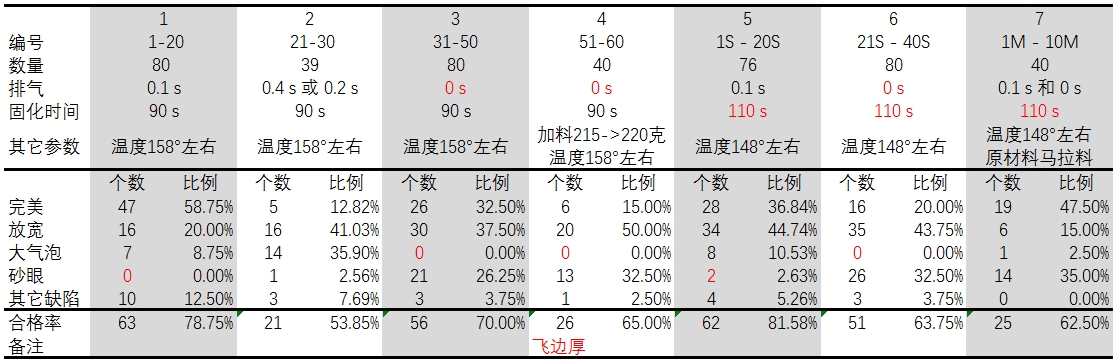 1 2 3 4 5 6 7
编号 1-20 21-30 31-50 51-60 1S - 20S 21S - 40S 1M - 10M
数量 80 39 80 40 76 80 40
排气 0.1 s 0.4 s 或 0.2 s 0 s 0 s 0.1 s 0 s 0.1 s 和 0 s
固化时间 90 s 90 s 90 s 90 s 110 s 110 s 110 s
其它参数 温度158°左右 温度158°左右 温度158°左右 加料215->220克 温度158°左右 温度148°左右 温度148°左右 温度148°左右 原材料马拉料
个数 比例 个数 比例 个数 比例 个数 比例 个数 比例 个数 比例 个数 比例
完美 47 58.75% 5 12.82% 26 32.50% 6 15.00% 28 36.84% 16 20.00% 19 47.50%
放宽 16 20.00% 16 41.03% 30 37.50% 20 50.00% 34 44.74% 35 43.75% 6 15.00%
大气泡 7 8.75% 14 35.90% 0 0.00% 0 0.00% 8 10.53% 0 0.00% 1 2.50%
砂眼 0 0.00% 1 2.56% 21 26.25% 13 32.50% 2 2.63% 26 32.50% 14 35.00%
其它缺陷 10 12.50% 3 7.69% 3 3.75% 1 2.50% 4 5.26% 3 3.75% 0 0.00%
合格率 63 78.75% 21 53.85% 56 70.00% 26 65.00% 62 81.58% 51 63.75% 25 62.50%
备注 飞边厚